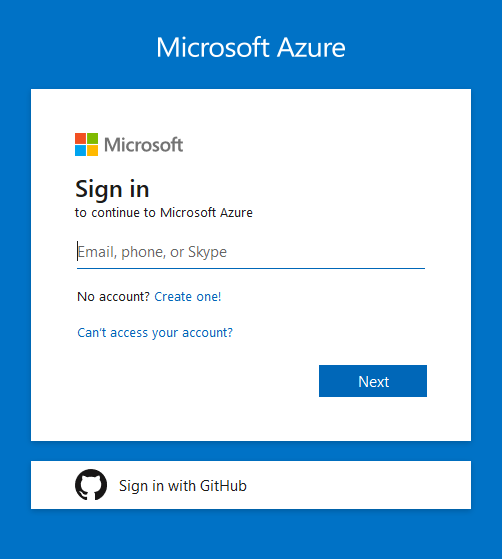 Microsoft Azure
Microsoft
Sign in
to continue to Microsoft Azure
Email, phone, or Skype
No account? Create one!
Can't access your account?
Next
Sign in with GitHub